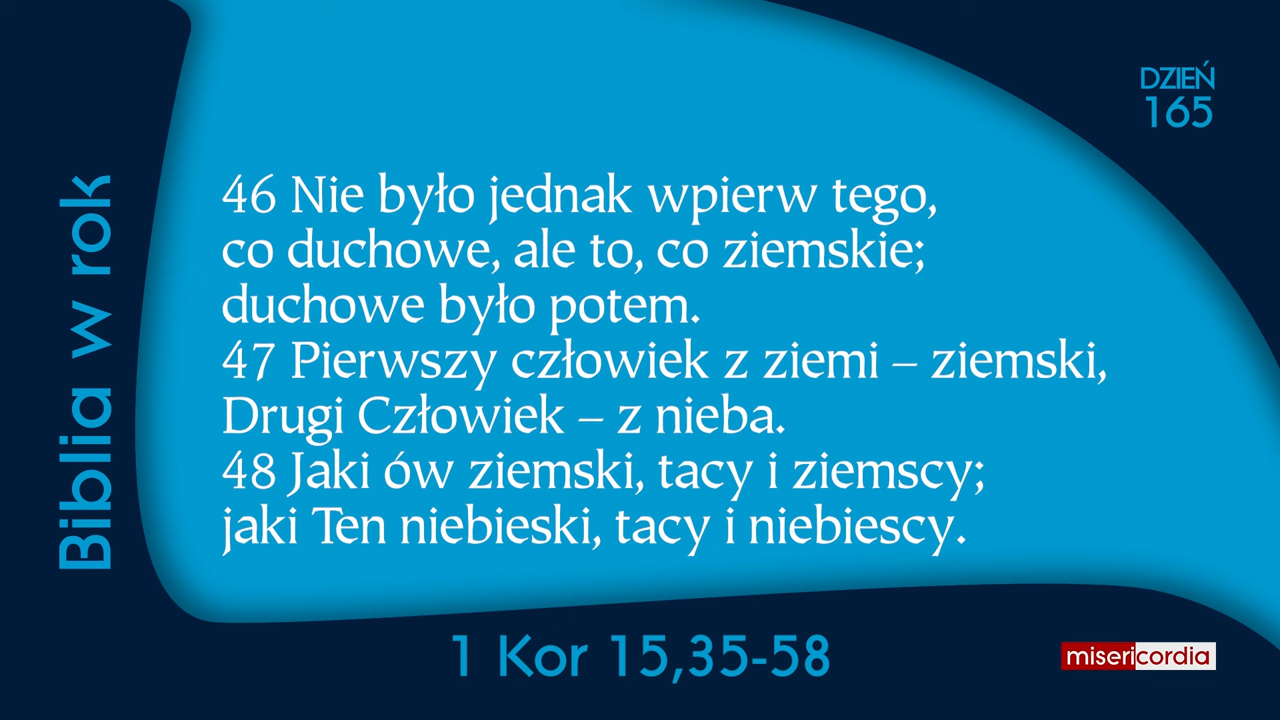 DZIEŃ
165
Biblia w rok
46 Nie było jednak wpierw tego,
co duchowe, ale to, co ziemskie;
duchowe było potem.
47 Pierwszy człowiek z ziemi – ziemski,
Drugi Człowiek – z nieba.
48 Jaki ów ziemski, tacy i ziemscy;
jaki Ten niebieski, tacy i niebiescy.
1 Kor 15,35-58
misericordia